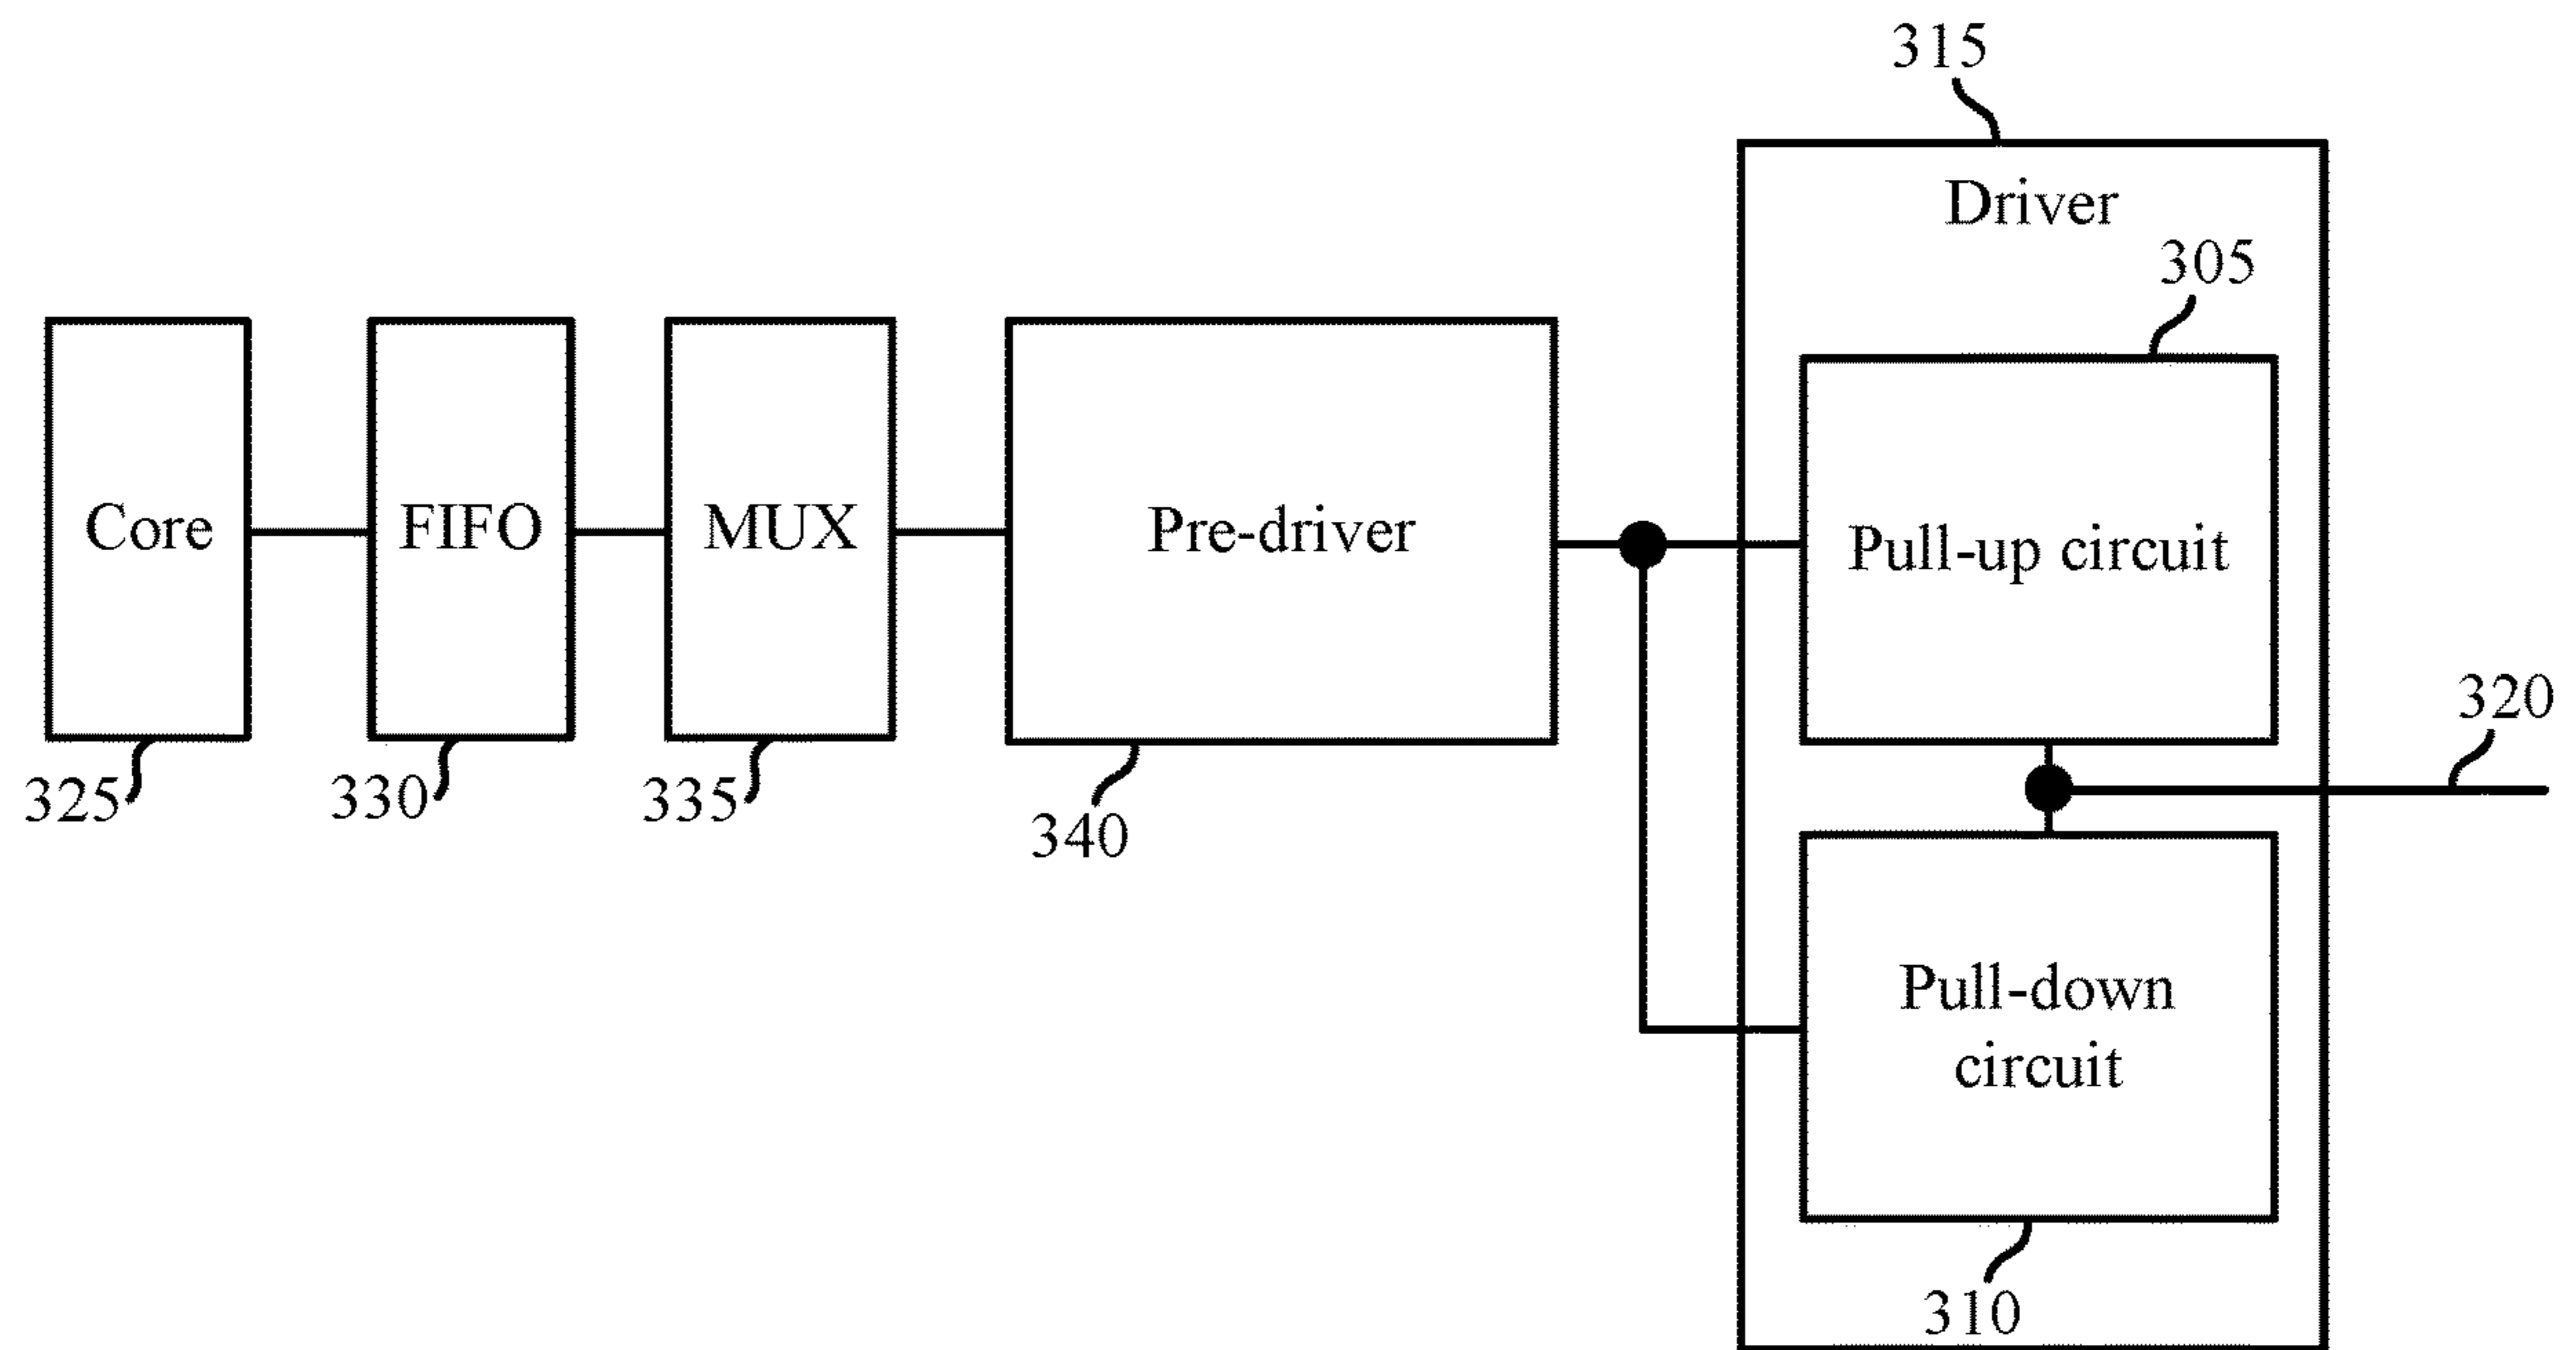 315
Driver
305
Core
FIFO
MUX
Pre-driver
Pull-up circuit
320
325
330
335
340
Pull-down
circuit
310